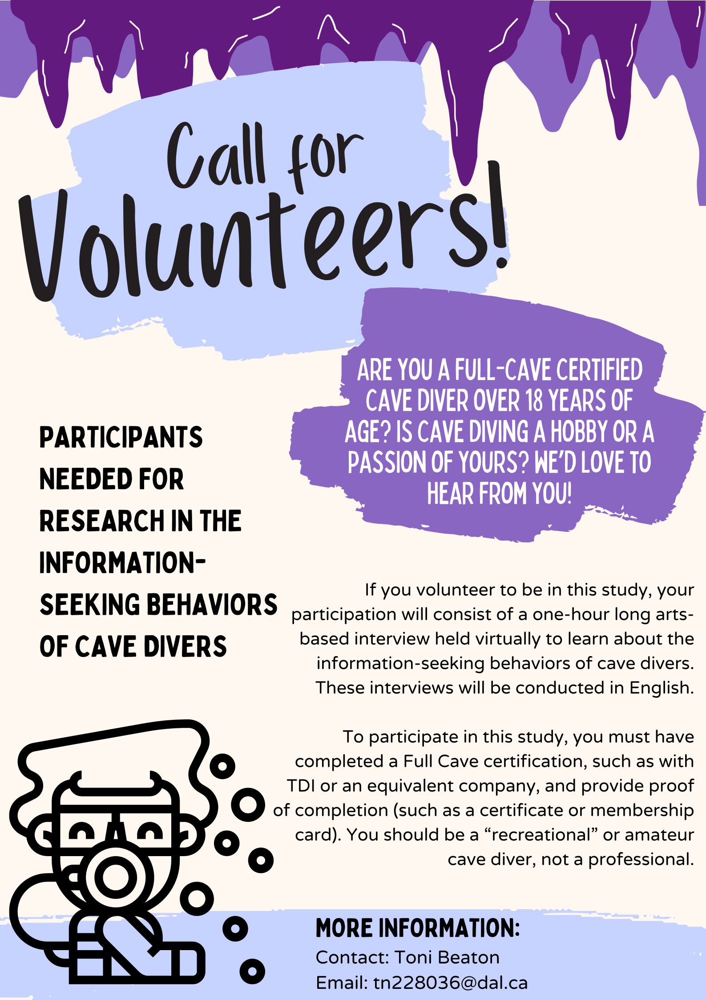 Call for
Volunteers!
ARE YOU A FULL-CAVE CERTIFIED
CAVE DIVER OVER 18 YEARS OF
AGE? IS CAVE DIVING A HOBBY OR A
PASSION OF YOURS? WE'D LOVE TO
HEAR FROM YOU!
PARTICIPANTS
NEEDED FOR
RESEARCH IN THE
INFORMATION-
SEEKING BEHAVIORS
OF CAVE DIVERS
If you volunteer to be in this study, your
participation will consist of a one-hour long arts-
based interview held virtually to learn about the
information-seeking behaviors of cave divers.
These interviews will be conducted in English.
To participate in this study, you must have
completed a Full Cave certification, such as with
TDI or an equivalent company, and provide proof
of completion (such as a certificate or membership
card). You should be a “recreational” or amateur
cave diver, not a professional.
MORE INFORMATION:
Contact: Toni Beaton
Email: tn228036@dal.ca